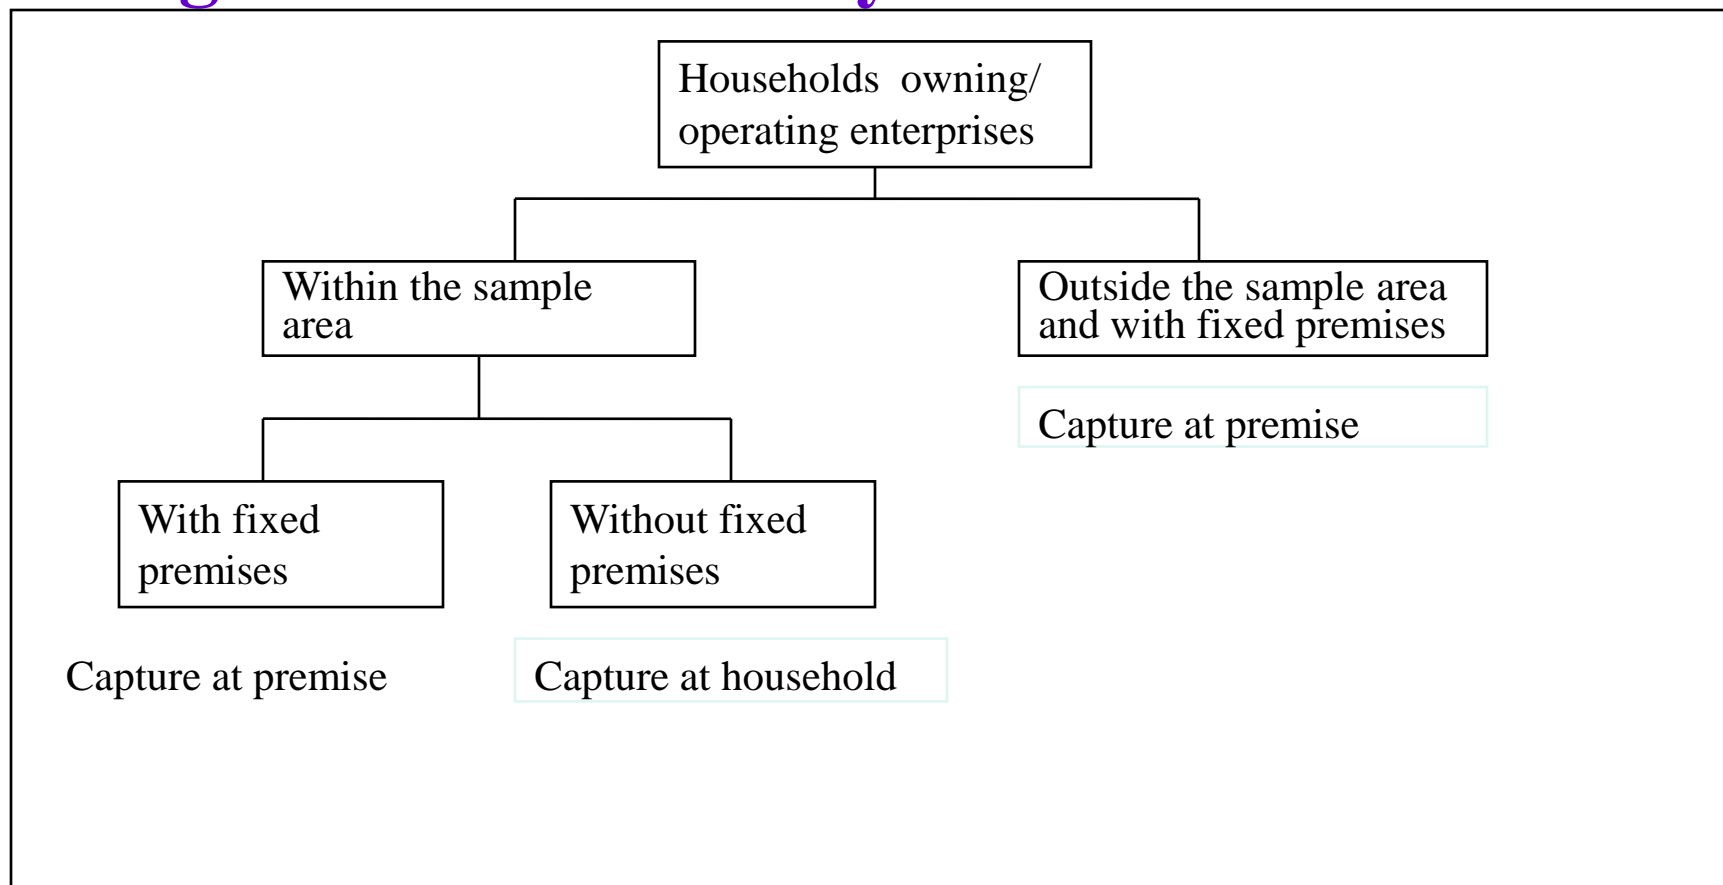 Households owning/
operating enterprises
Within the sample
area
Outside the sample area
and with fixed premises
Capture at premise
With fixed
premises
Without fixed
premises
Capture at premise
Capture at household